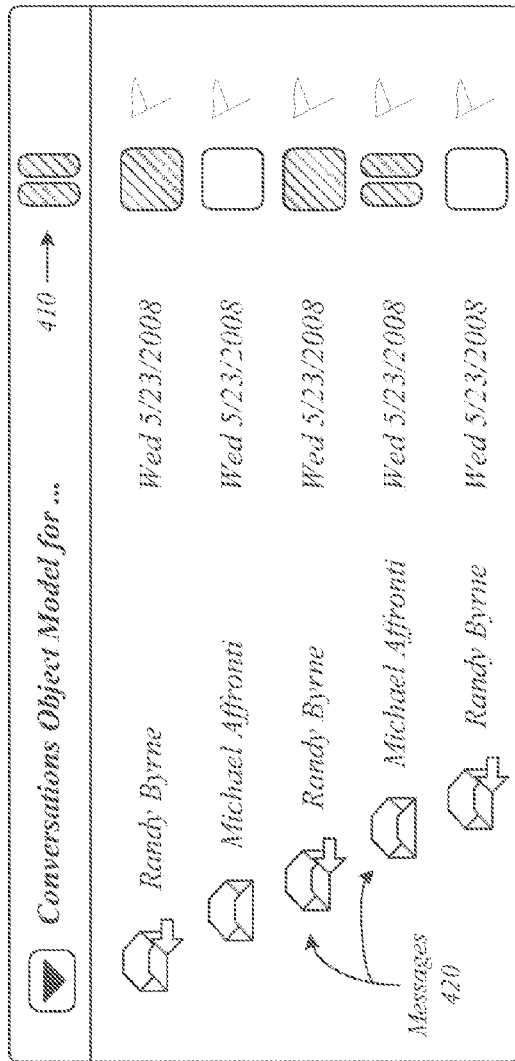 Conversations Object Model for ... 410
Randy Byrne Wed 5/23/2008
Michael Affronti Wed 5/23/2008
Randy Byrne Wed 5/23/2008
Michael Affronti Wed 5/23/2008
Randy Byrne Wed 5/23/2008
Messages
420